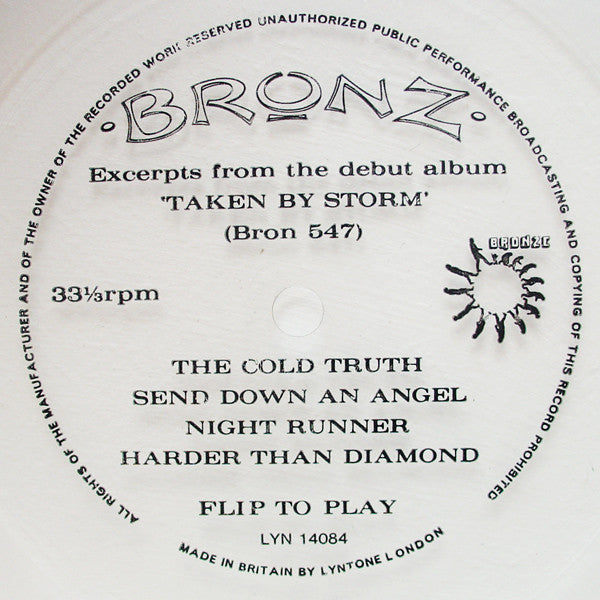 ALL RIGHTS OF THE MANUFACTURER AND OF THE OWNER OF THE RECORDED WORK RESERVED UNAUTHORIZED PUBLIC PERFORMANCE BROADCASTING AND COPYING OF THIS RECORD PROHIBITED
BRONZ
Excerpts from the debut album
'TAKEN BY STORM'
(Bron 547)
BRONZE
33⅓rpm
THE COLD TRUTH
SEND DOWN AN ANGEL
NIGHT RUNNER
HARDER THAN DIAMOND
FLIP TO PLAY
LYN 14084
MADE IN BRITAIN BY LYNTONE LONDON